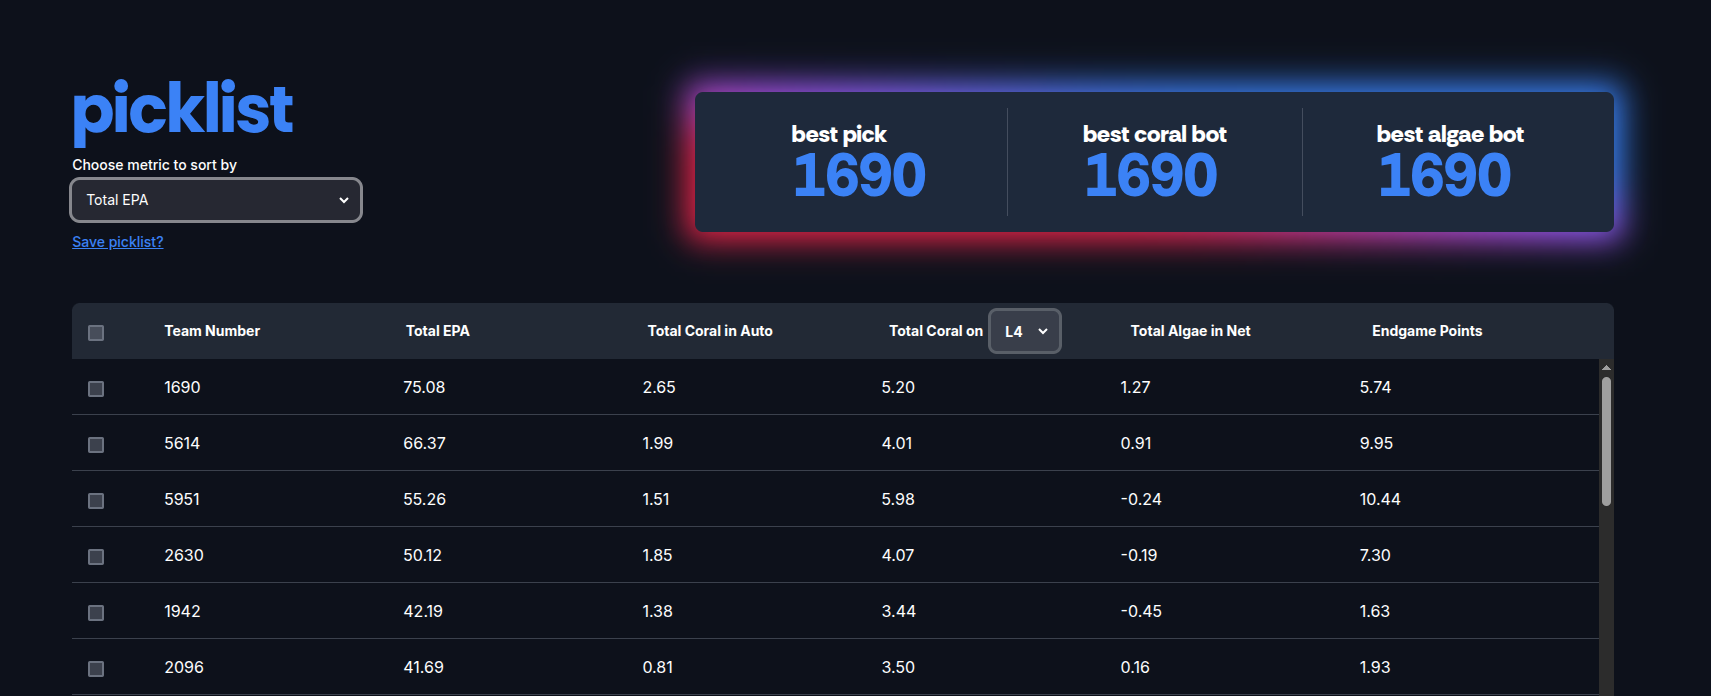 picklist
Choose metric to sort by
Total EPA
Save picklist?
best pick
1690
best coral bot
1690
best algae bot
1690
Team Number Total EPA Total Coral in Auto Total Coral on L4 Total Algae in Net Endgame Points
1690 75.08 2.65 5.20 1.27 5.74
5614 66.37 1.99 4.01 0.91 9.95
5951 55.26 1.51 5.98 -0.24 10.44
2630 50.12 1.85 4.07 -0.19 7.30
1942 42.19 1.38 3.44 -0.45 1.63
2096 41.69 0.81 3.50 0.16 1.93